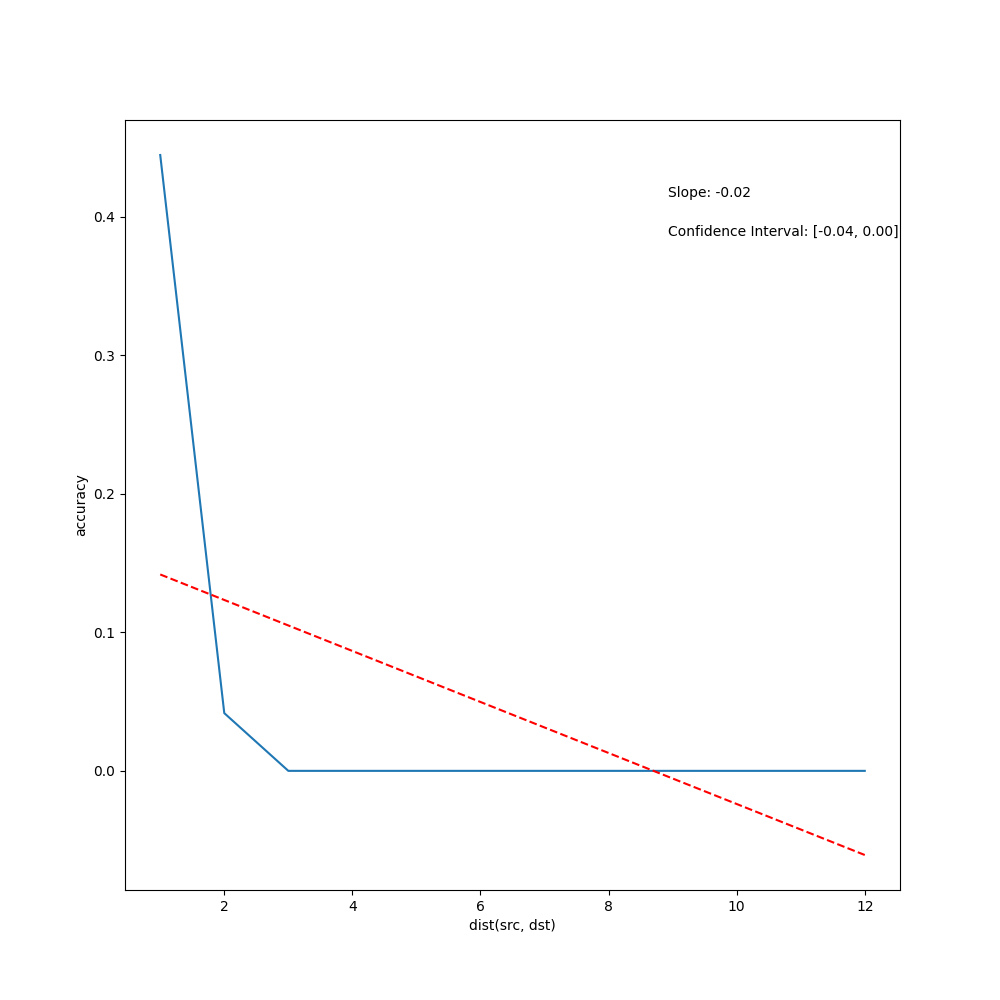 Slope: -0.02
Confidence Interval: [-0.04, 0.00]
0.4
0.3
0.2
0.1
0.0
accuracy
2 4 6 8 10 12
dist(src, dst)